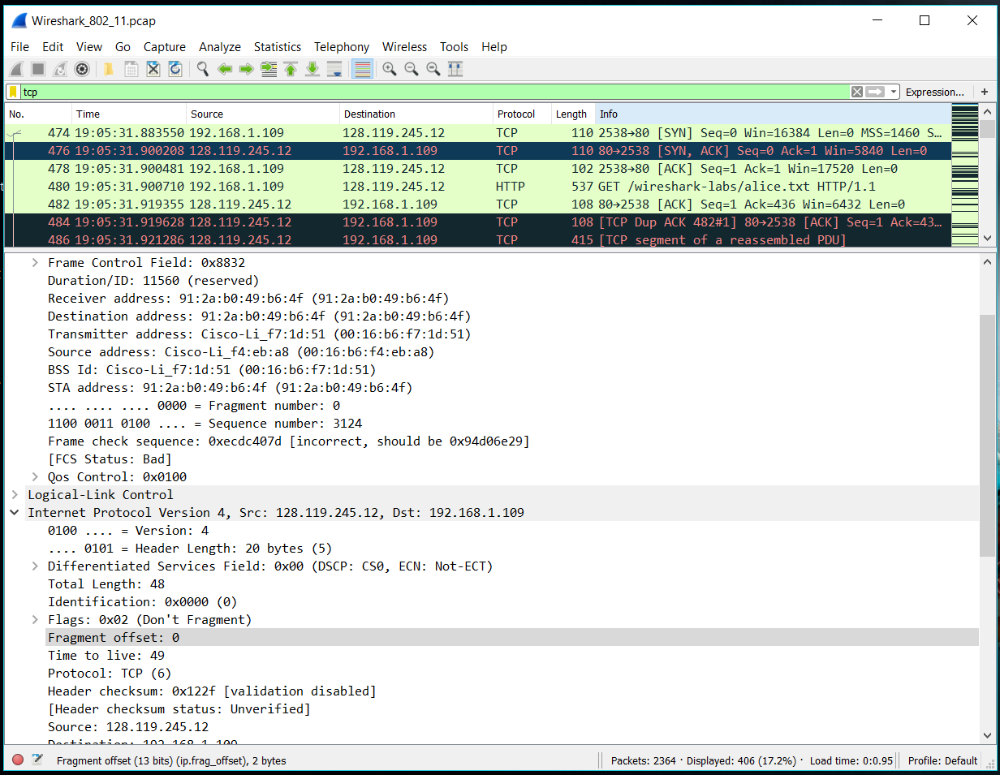 Wireshark_802_11.pcap
File Edit View Go Capture Analyze Statistics Telephony Wireless Tools Help
tcp Expression... +
No. Time Source Destination Protocol Length Info
474 19:05:31.883550 192.168.1.109 128.119.245.12 TCP 110 2538→80 [SYN] Seq=0 Win=16384 Len=0 MSS=1460 S…
476 19:05:31.900208 128.119.245.12 192.168.1.109 TCP 110 80→2538 [SYN, ACK] Seq=0 Ack=1 Win=5840 Len=0
478 19:05:31.900481 192.168.1.109 128.119.245.12 TCP 102 2538→80 [ACK] Seq=1 Ack=1 Win=17520 Len=0
480 19:05:31.900710 192.168.1.109 128.119.245.12 HTTP 537 GET /wireshark-labs/alice.txt HTTP/1.1
482 19:05:31.919355 128.119.245.12 192.168.1.109 TCP 108 80→2538 [ACK] Seq=1 Ack=436 Win=6432 Len=0
484 19:05:31.919628 128.119.245.12 192.168.1.109 TCP 108 [TCP Dup ACK 482#1] 80→2538 [ACK] Seq=1 Ack=43…
486 19:05:31.921286 128.119.245.12 192.168.1.109 TCP 415 [TCP segment of a reassembled PDU]
Frame Control Field: 0x8832
Duration/ID: 11560 (reserved)
Receiver address: 91:2a:b0:49:b6:4f (91:2a:b0:49:b6:4f)
Destination address: 91:2a:b0:49:b6:4f (91:2a:b0:49:b6:4f)
Transmitter address: Cisco-Li_f7:1d:51 (00:16:b6:f7:1d:51)
Source address: Cisco-Li_f4:eb:a8 (00:16:b6:f4:eb:a8)
BSS Id: Cisco-Li_f7:1d:51 (00:16:b6:f7:1d:51)
STA address: 91:2a:b0:49:b6:4f (91:2a:b0:49:b6:4f)
.... .... .... 0000 = Fragment number: 0
1100 0011 0100 .... = Sequence number: 3124
Frame check sequence: 0xecdc407d [incorrect, should be 0x94d06e29]
[FCS Status: Bad]
Qos Control: 0x0100
Logical-Link Control
Internet Protocol Version 4, Src: 128.119.245.12, Dst: 192.168.1.109
0100 .... = Version: 4
.... 0101 = Header Length: 20 bytes (5)
Differentiated Services Field: 0x00 (DSCP: CS0, ECN: Not-ECT)
Total Length: 48
Identification: 0x0000 (0)
Flags: 0x02 (Don't Fragment)
Fragment offset: 0
Time to live: 49
Protocol: TCP (6)
Header checksum: 0x122f [validation disabled]
[Header checksum status: Unverified]
Source: 128.119.245.12
Destination: 192.168.1.109
Fragment offset (13 bits) (ip.frag_offset), 2 bytes Packets: 2364 · Displayed: 406 (17.2%) · Load time: 0:0.95 Profile: Default